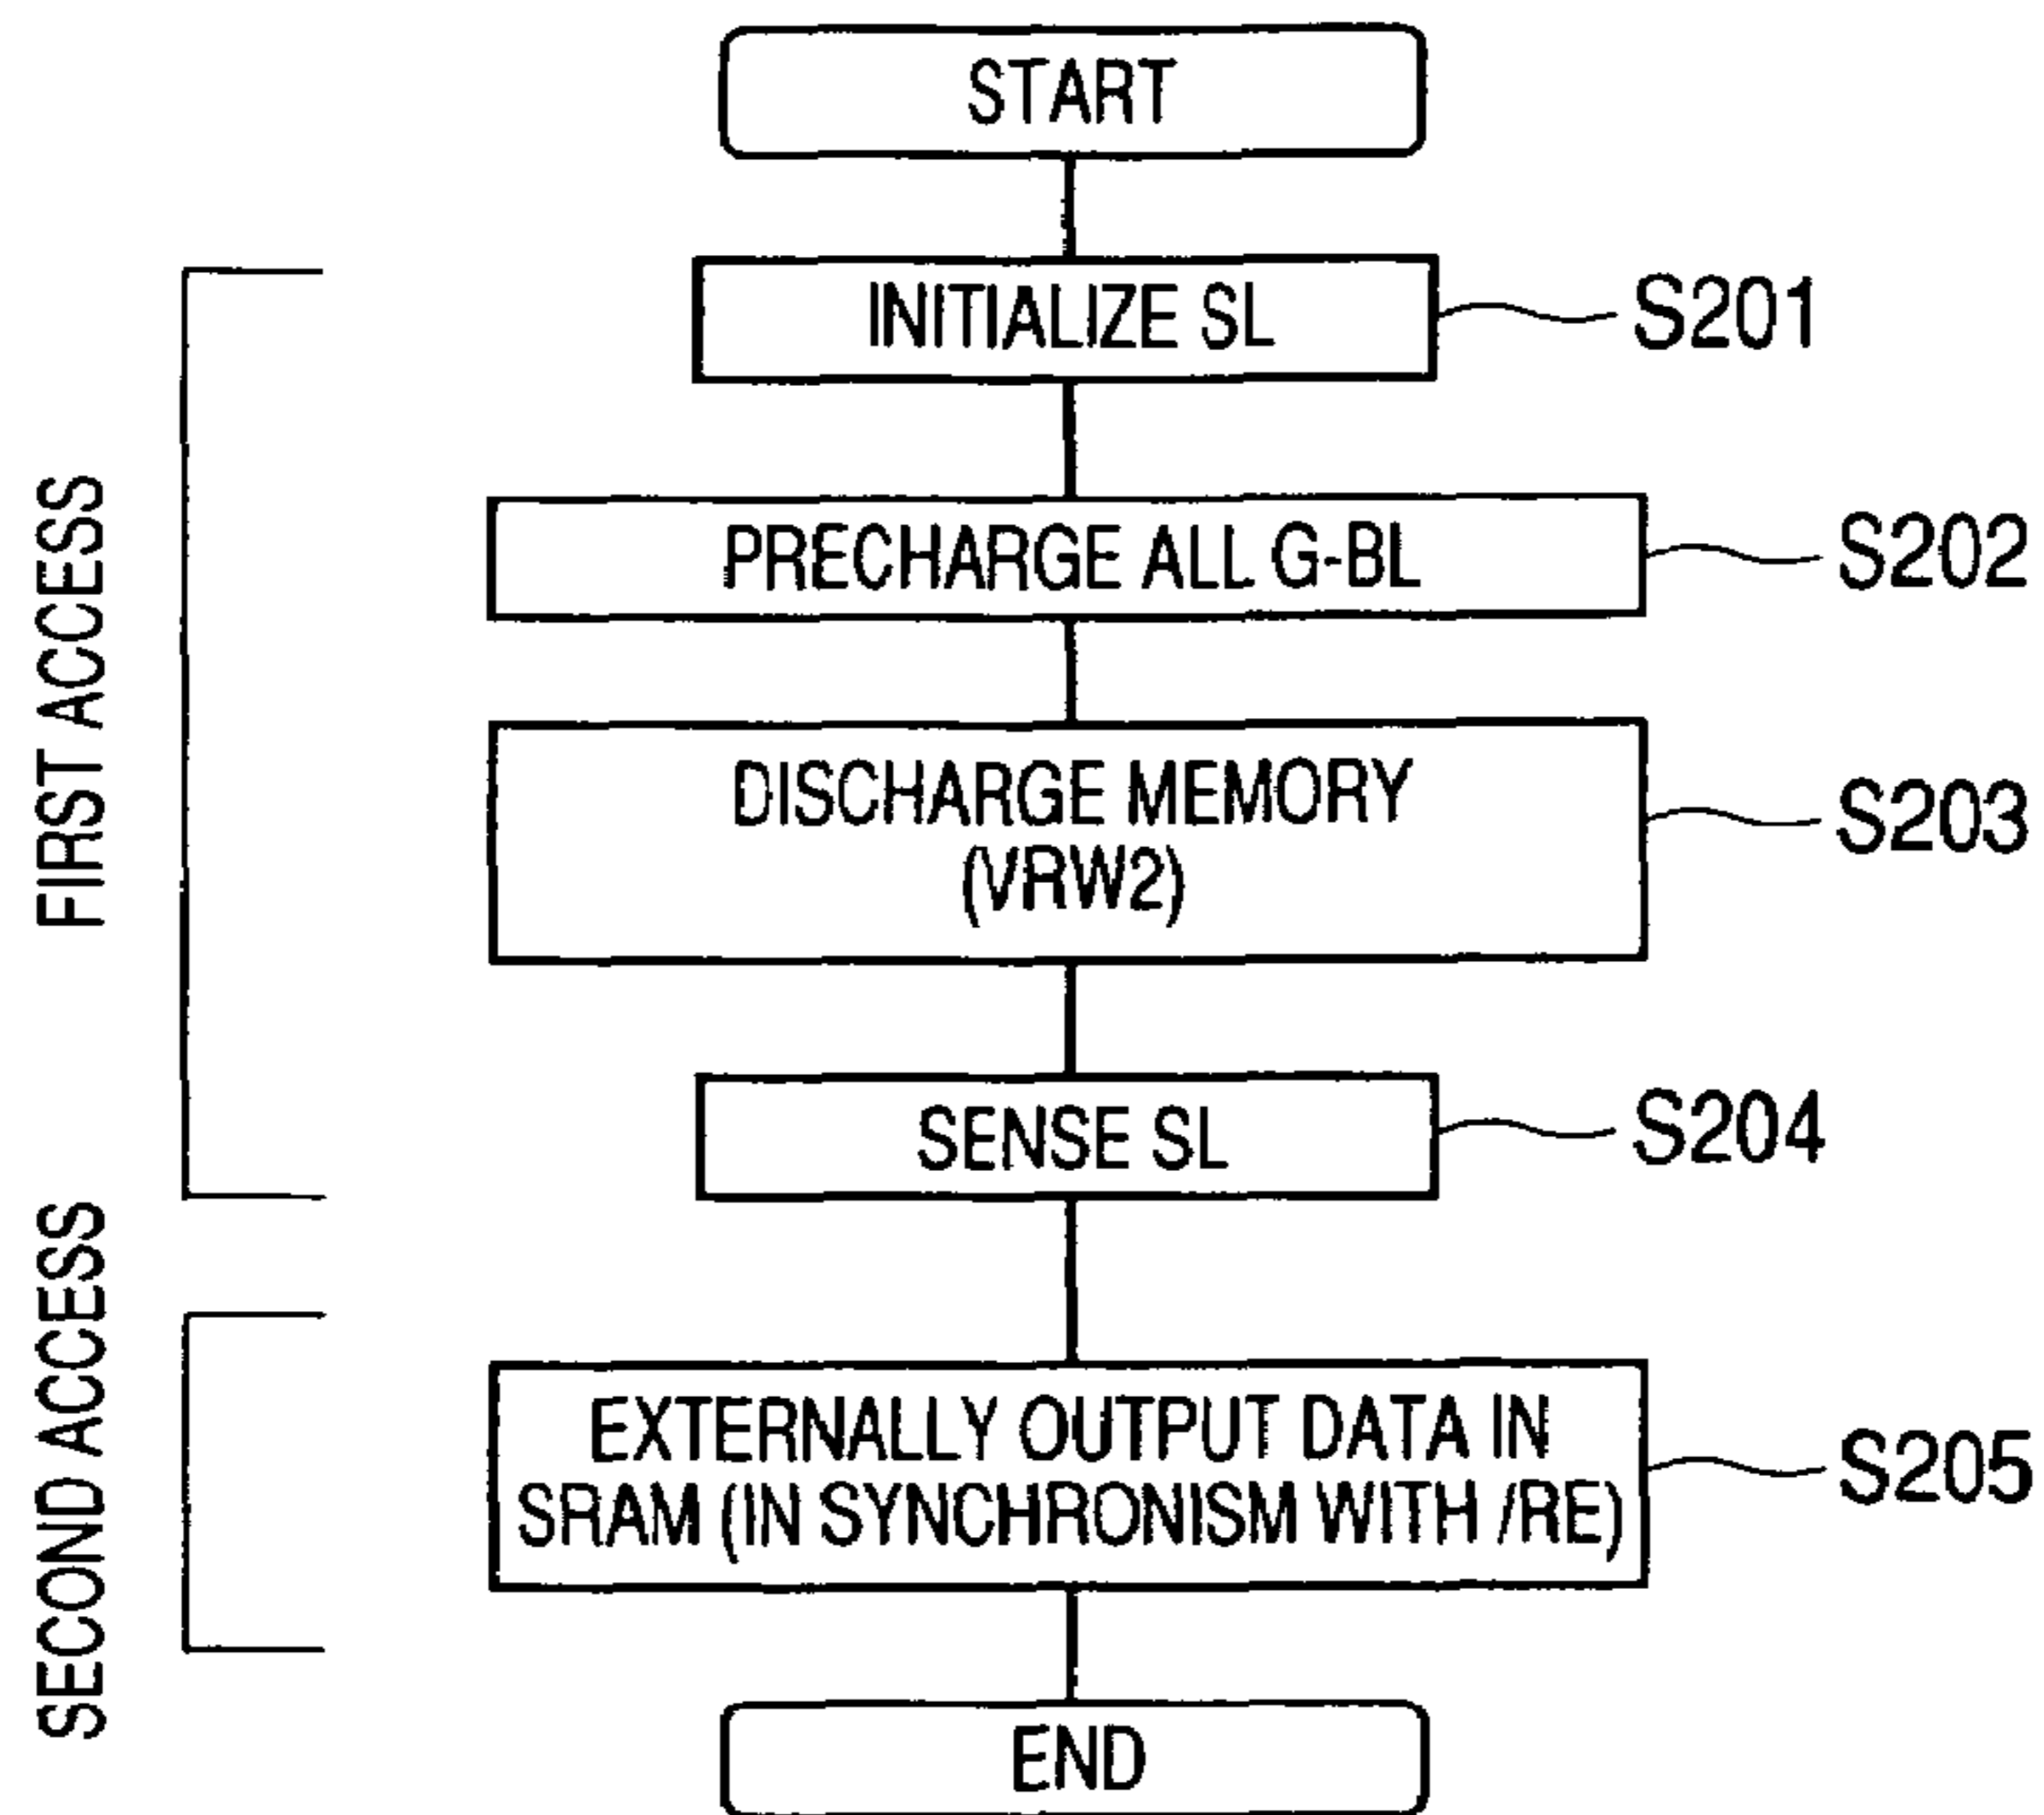 START
FIRST ACCESS
INITIALIZE SL
S201
PRECHARGE ALL G-BL
S202
DISCHARGE MEMORY
(VRW2)
S203
SENSE SL
S204
SECOND ACCESS
EXTERNALLY OUTPUT DATA IN
SRAM (IN SYNCHRONISM WITH /RE)
S205
END